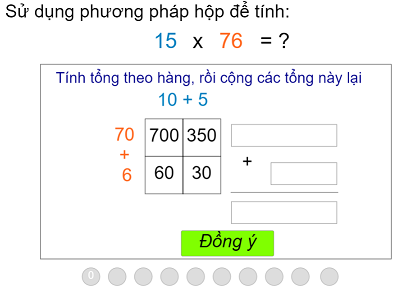 Sử dụng phương pháp hộp để tính:
15 x 76 = ?
Tính tổng theo hàng, rồi cộng các tổng này lại
10 + 5
70 700 350
+ +
6 60 30
Đồng ý
0